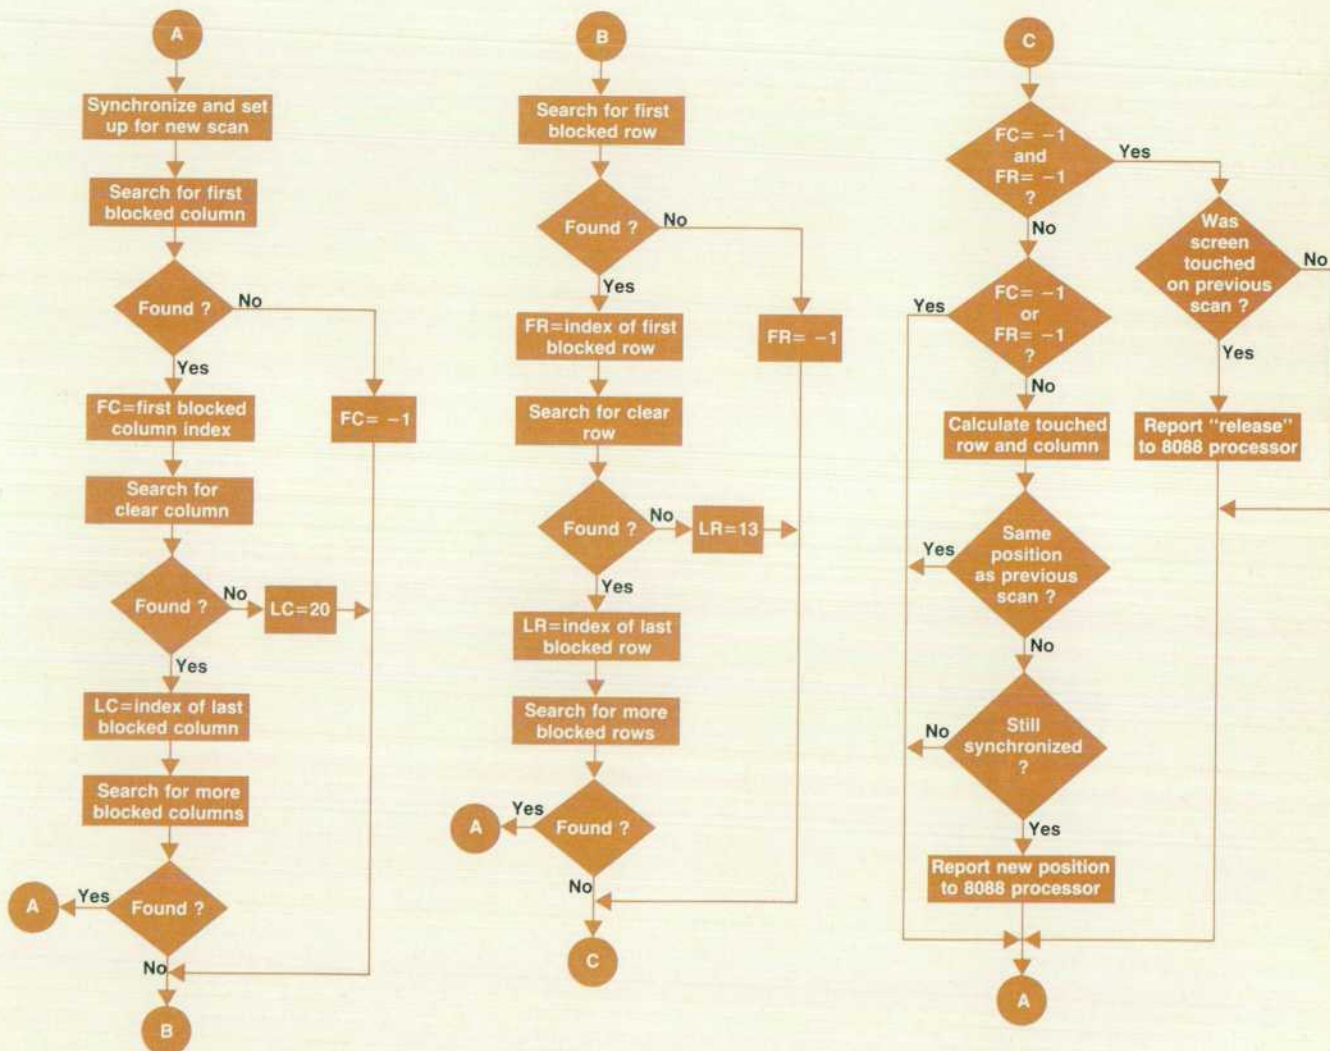 A
Synchronize and set
up for new scan
Search for first
blocked column
Found ?
No
Yes
FC=first blocked
column index
FC= −1
Search for
clear column
Found ?
No
LC=20
Yes
LC=index of last
blocked column
Search for more
blocked columns
Found ?
Yes
A
No
B
B
Search for first
blocked row
Found ?
No
Yes
FR=index of first
blocked row
FR= −1
Search for clear
row
Found ?
No
LR=13
Yes
LR=index of last
blocked row
Search for more
blocked rows
Found ?
Yes
A
No
C
C
FC= −1
and
FR= −1
?
Yes
No
Was
screen
touched
on previous
scan ?
No
Yes
Report "release"
to 8088 processor
FC= −1
or
FR= −1
?
Yes
No
Calculate touched
row and column
Same
position
as previous
scan ?
Yes
No
Still
synchronized
?
No
Yes
Report new position
to 8088 processor
A